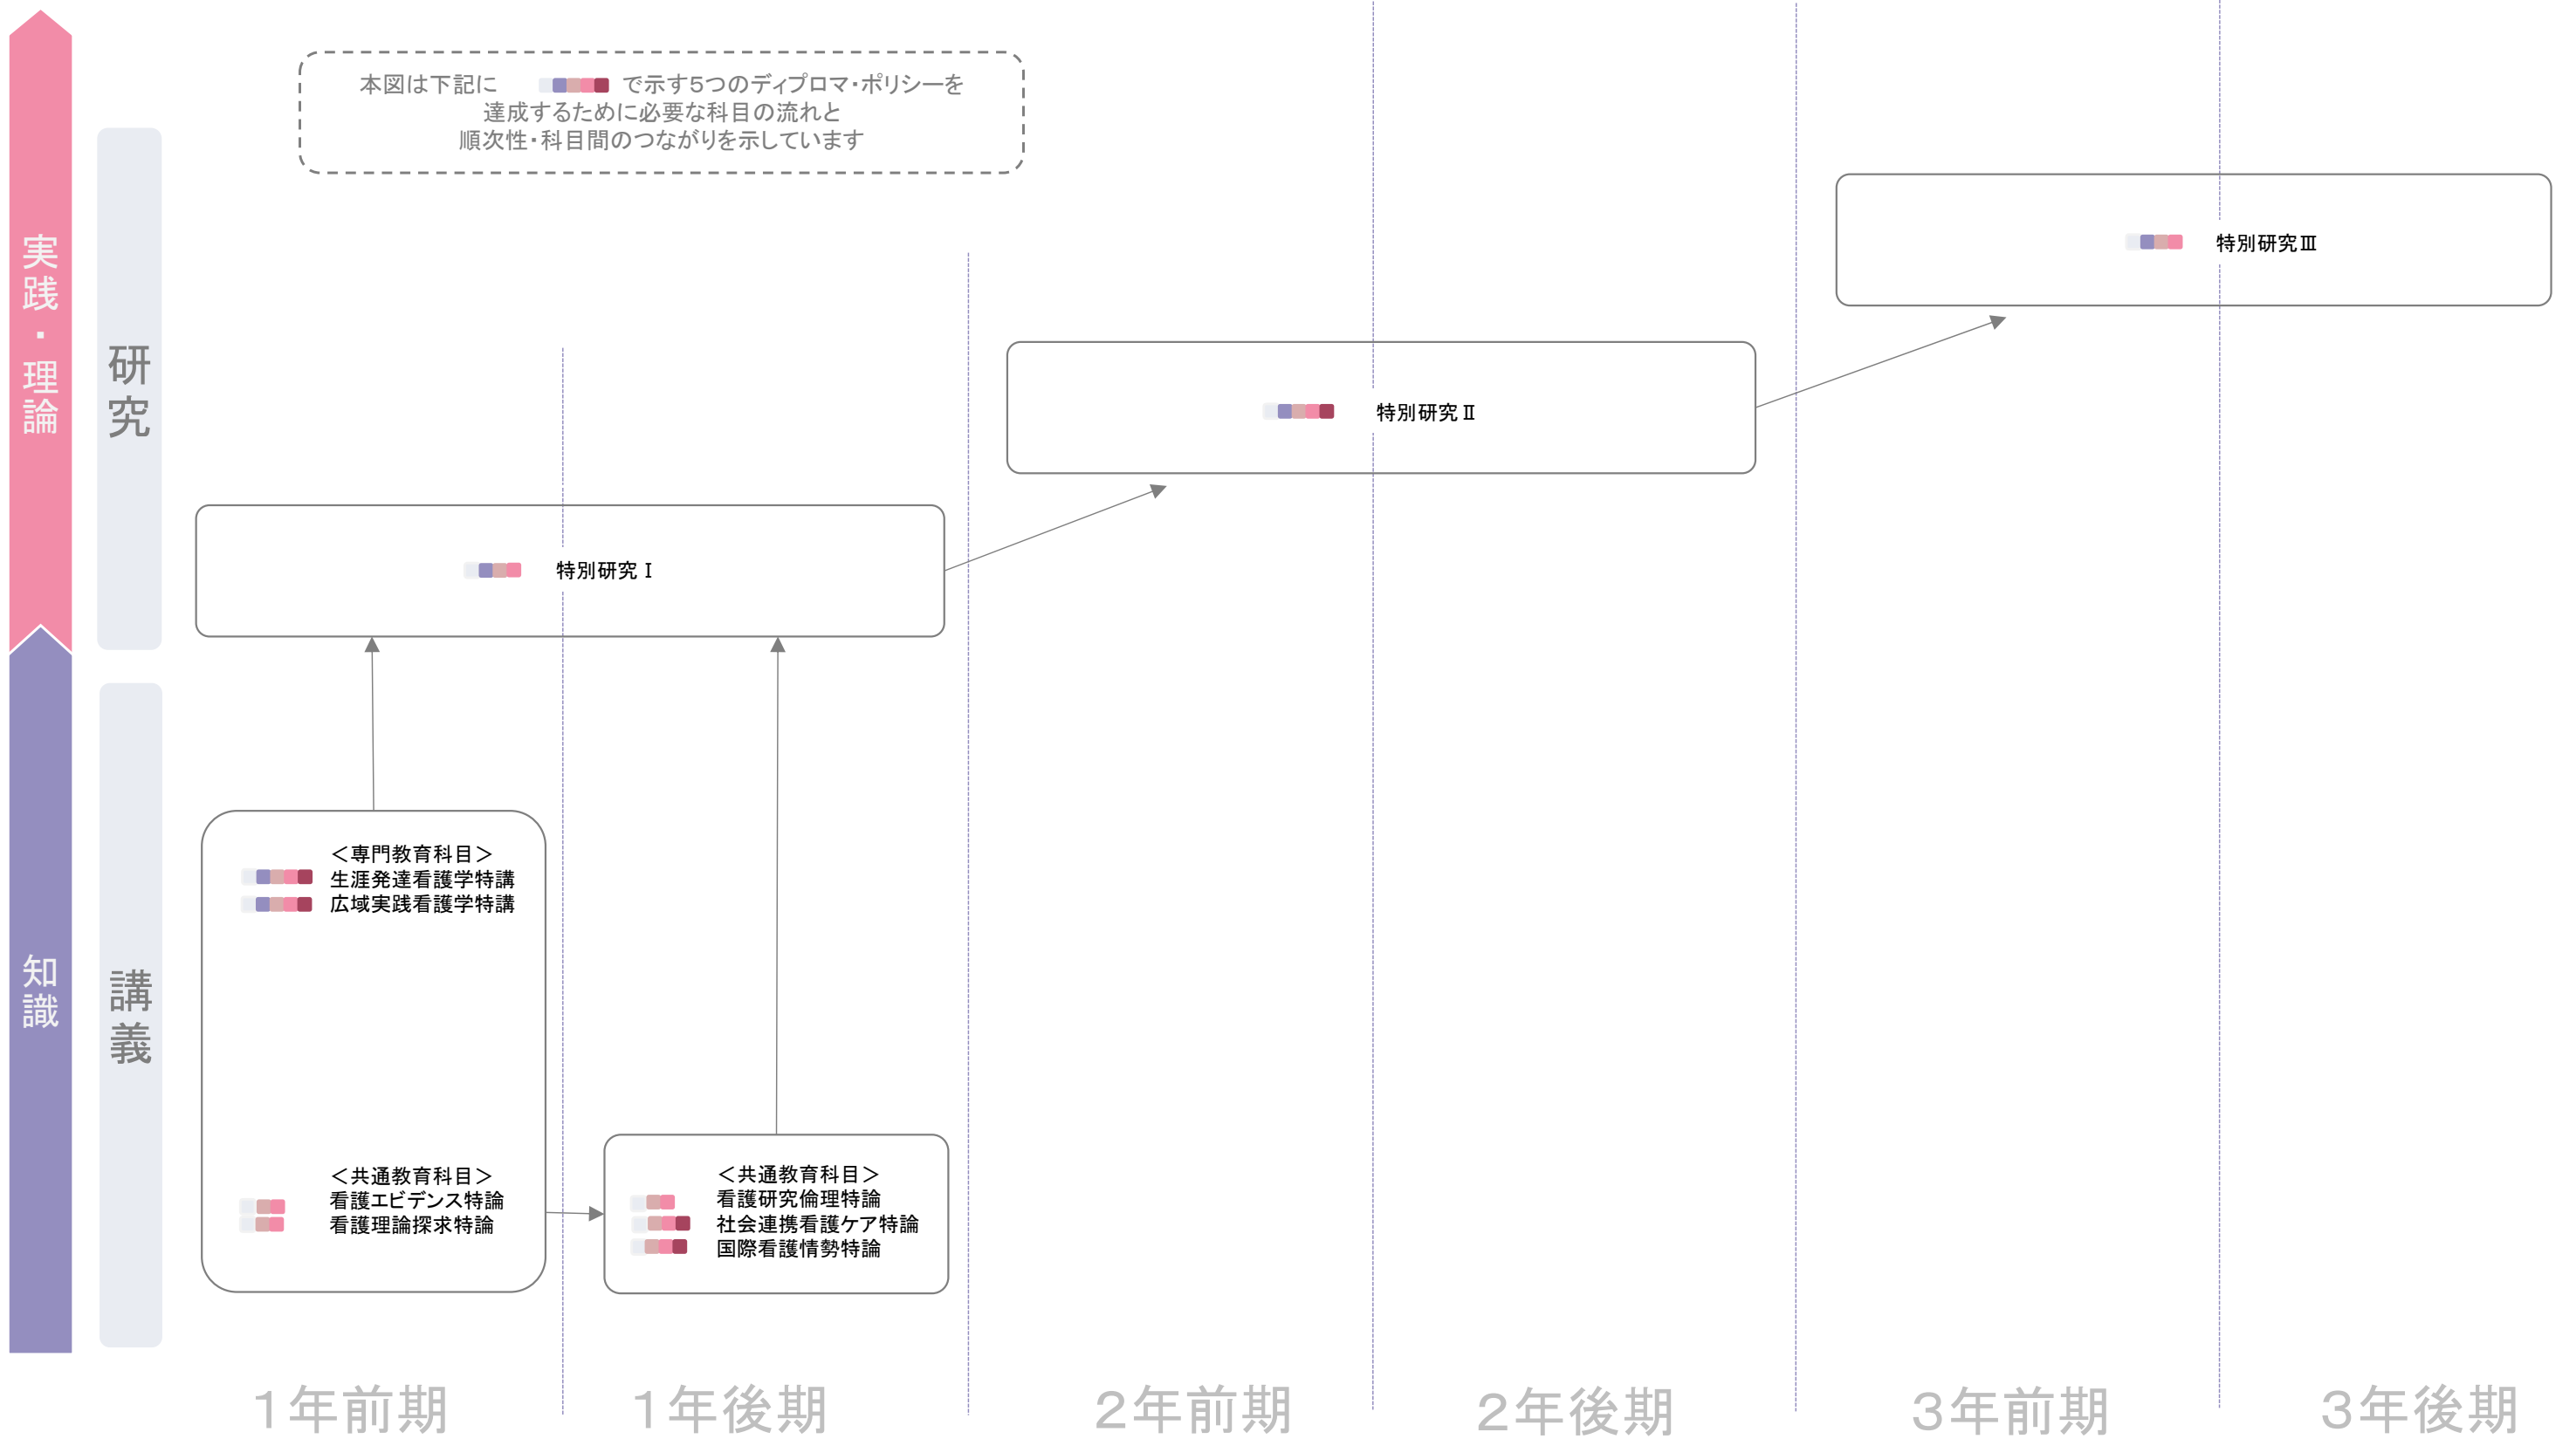 本図は下記に で示す５つのディプロマ・ポリシーを
達成するために必要な科目の流れと
順次性・科目間のつながりを示しています
実践・理論
研究
特別研究Ⅲ
特別研究Ⅱ
特別研究Ⅰ
知識
講義
＜専門教育科目＞
生涯発達看護学特講
広域実践看護学特講
＜共通教育科目＞
看護エビデンス特論
看護理論探求特論
＜共通教育科目＞
看護研究倫理特論
社会連携看護ケア特論
国際看護情勢特論
１年前期
１年後期
２年前期
２年後期
３年前期
３年後期